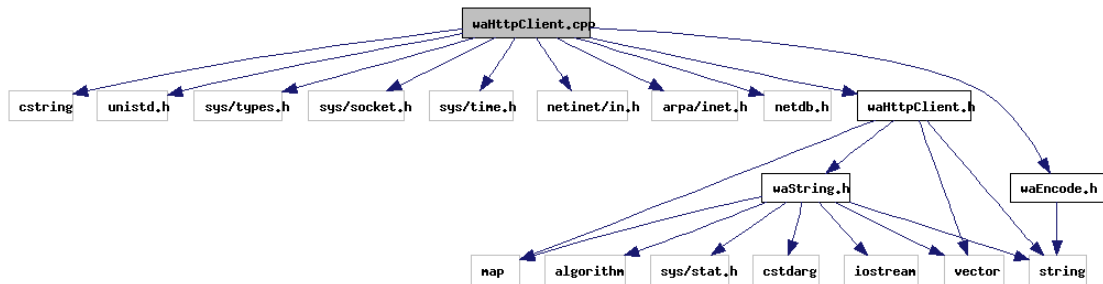 waHttpClient.cpp
cstring
unistd.h
sys/types.h
sys/socket.h
sys/time.h
netinet/in.h
arpa/inet.h
netdb.h
waHttpClient.h
waString.h
waEncode.h
map
algorithm
sys/stat.h
cstdarg
iostream
vector
string